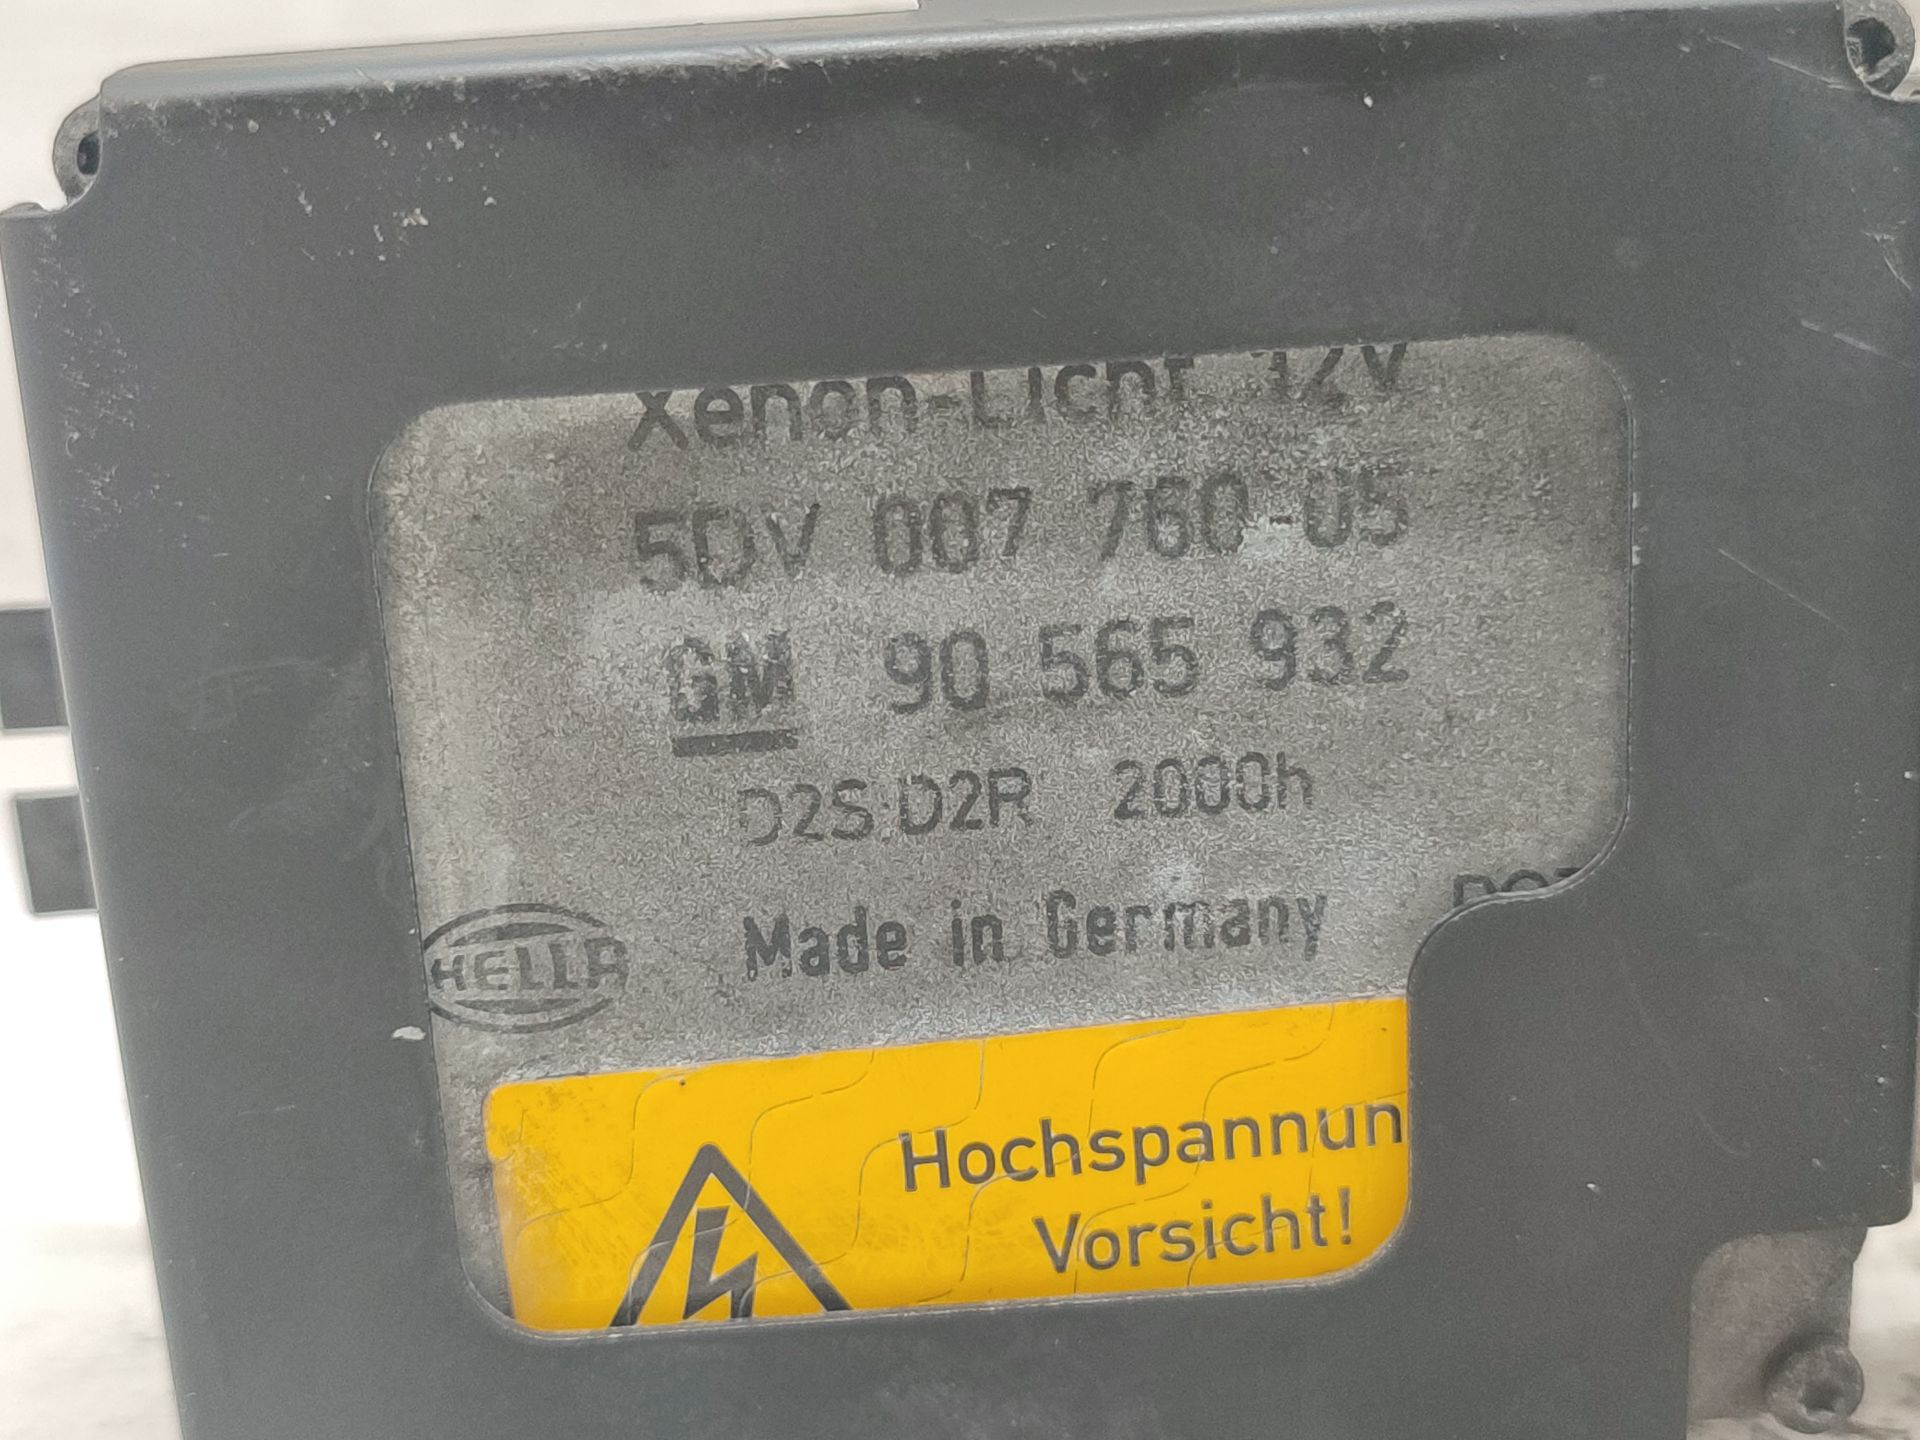 Xenon-Licht 12V
5DV 007 760-05
GM 90 565 932
D2S:D2R 2000h
HELLA
Made in Germany
Hochspannun
Vorsicht!